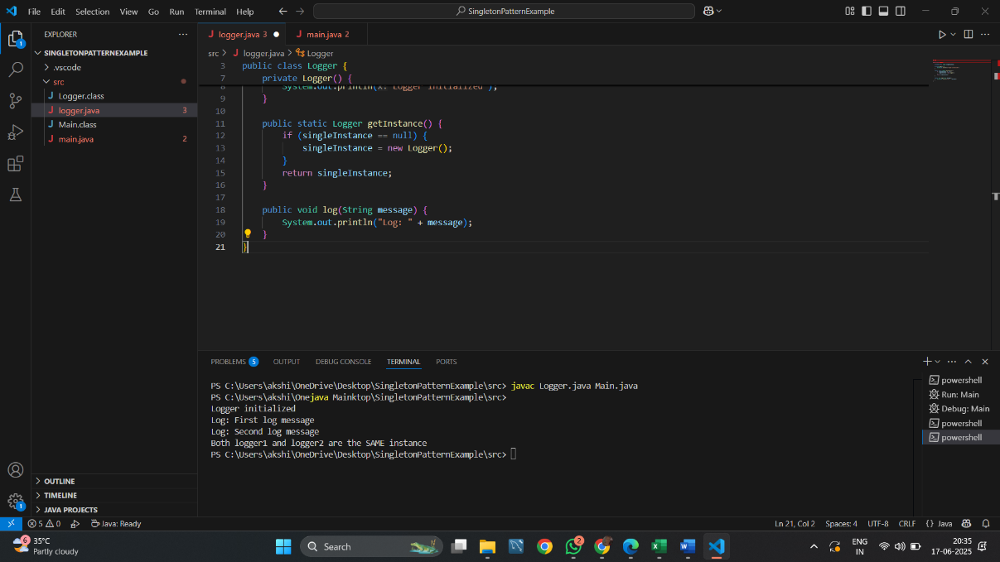 File Edit Selection View Go Run Terminal Help
SingletonPatternExample
EXPLORER
logger.java 3
main.java 2
SINGLETONPATTERNEXAMPLE
src > logger.java > Logger
.vscode
src
Logger.class
logger.java 3
Main.class
main.java 2
3 public class Logger {
7 private Logger() {
8 System.out.println(x: "Logger initialized");
9 }
10
11 public static Logger getInstance() {
12 if (singleInstance == null) {
13 singleInstance = new Logger();
14 }
15 return singleInstance;
16 }
17
18 public void log(String message) {
19 System.out.println("Log: " + message);
20 }
21 }
PROBLEMS 5 OUTPUT DEBUG CONSOLE TERMINAL PORTS
PS C:\Users\akshi\OneDrive\Desktop\SingletonPatternExample\src> javac Logger.java Main.java
PS C:\Users\akshi\Onejava Mainktop\SingletonPatternExample\src>
Logger initialized
Log: First log message
Log: Second log message
Both logger1 and logger2 are the SAME instance
PS C:\Users\akshi\OneDrive\Desktop\SingletonPatternExample\src>
powershell
Run: Main
Debug: Main
powershell
powershell
1
OUTLINE
TIMELINE
JAVA PROJECTS
1
5 0 Java: Ready
Ln 21, Col 2 Spaces: 4 UTF-8 CRLF {} Java
6
35°C
Partly cloudy
Search
2
ENG
IN
20:35
17-06-2025